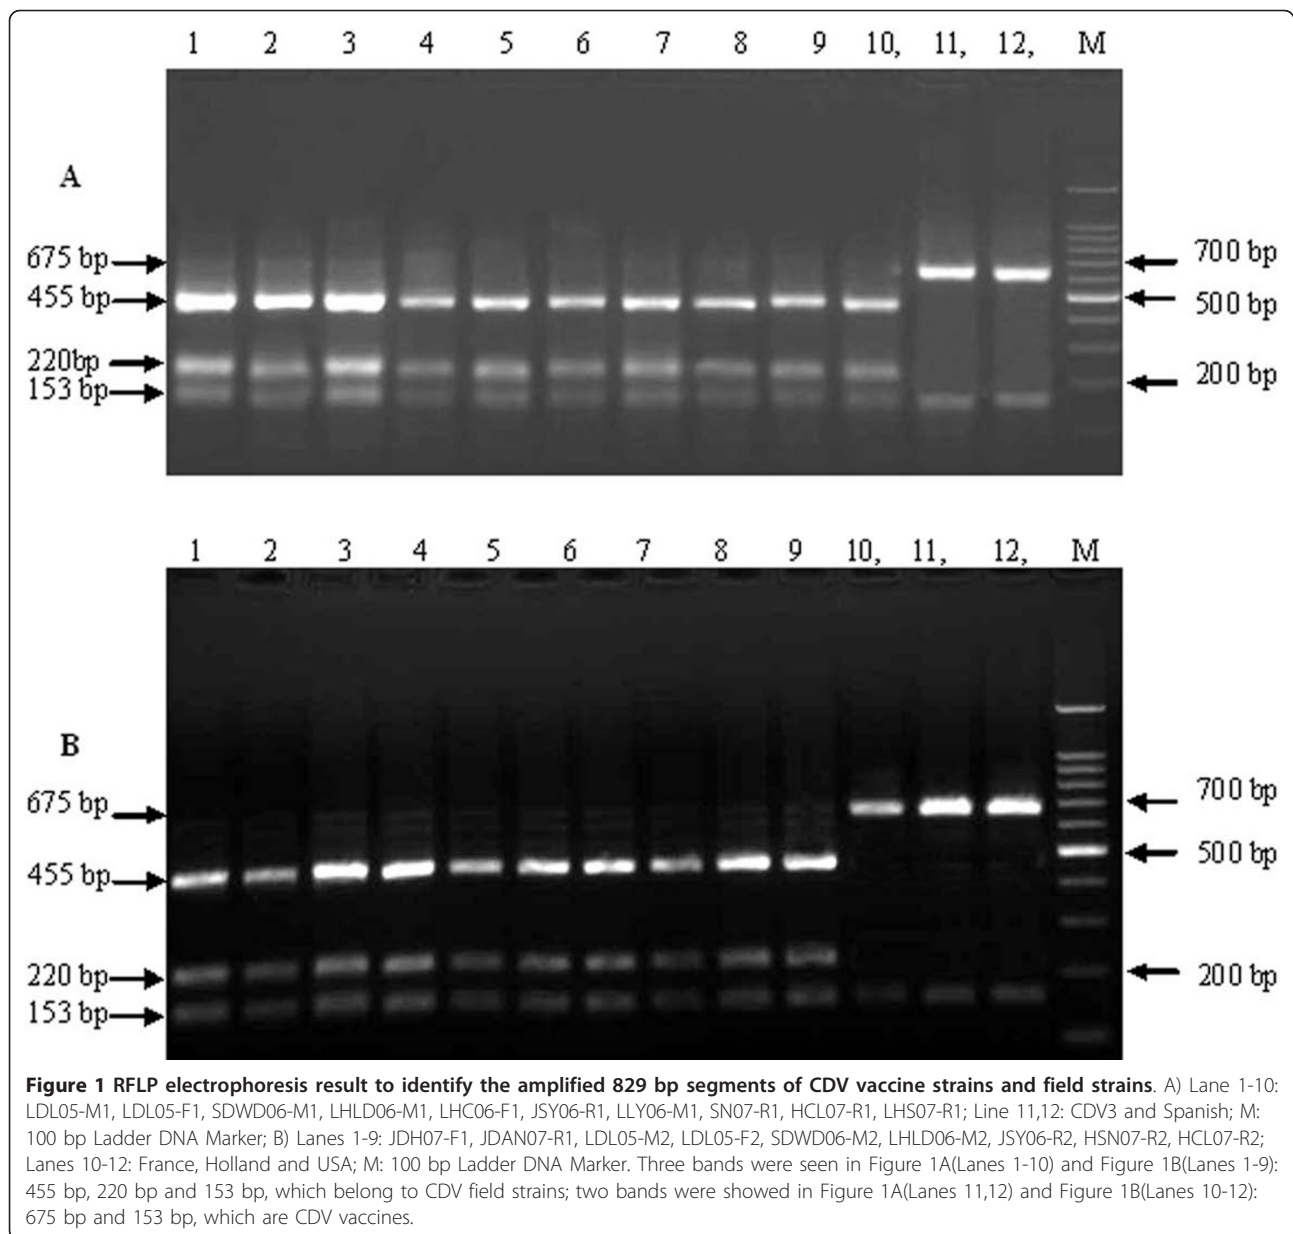 1 2 3 4 5 6 7 8 9 10, 11, 12, M
A
675 bp 700 bp
455 bp 500 bp
220bp 200 bp
153 bp
1 2 3 4 5 6 7 8 9 10, 11, 12, M
B
675 bp 700 bp
455 bp 500 bp
220 bp 200 bp
153 bp
Figure 1 RFLP electrophoresis result to identify the amplified 829 bp segments of CDV vaccine strains and field strains. A) Lane 1-10:
LDL05-M1, LDL05-F1, SDWD06-M1, LHLD06-M1, LHC06-F1, JSY06-R1, LLY06-M1, SN07-R1, HCL07-R1, LHS07-R1; Line 11,12: CDV3 and Spanish; M:
100 bp Ladder DNA Marker; B) Lanes 1-9: JDH07-F1, JDAN07-R1, LDL05-M2, LDL05-F2, SDWD06-M2, LHLD06-M2, JSY06-R2, HSN07-R2, HCL07-R2;
Lanes 10-12: France, Holland and USA; M: 100 bp Ladder DNA Marker. Three bands were seen in Figure 1A(Lanes 1-10) and Figure 1B(Lanes 1-9):
455 bp, 220 bp and 153 bp, which belong to CDV field strains; two bands were showed in Figure 1A(Lanes 11,12) and Figure 1B(Lanes 10-12):
675 bp and 153 bp, which are CDV vaccines.